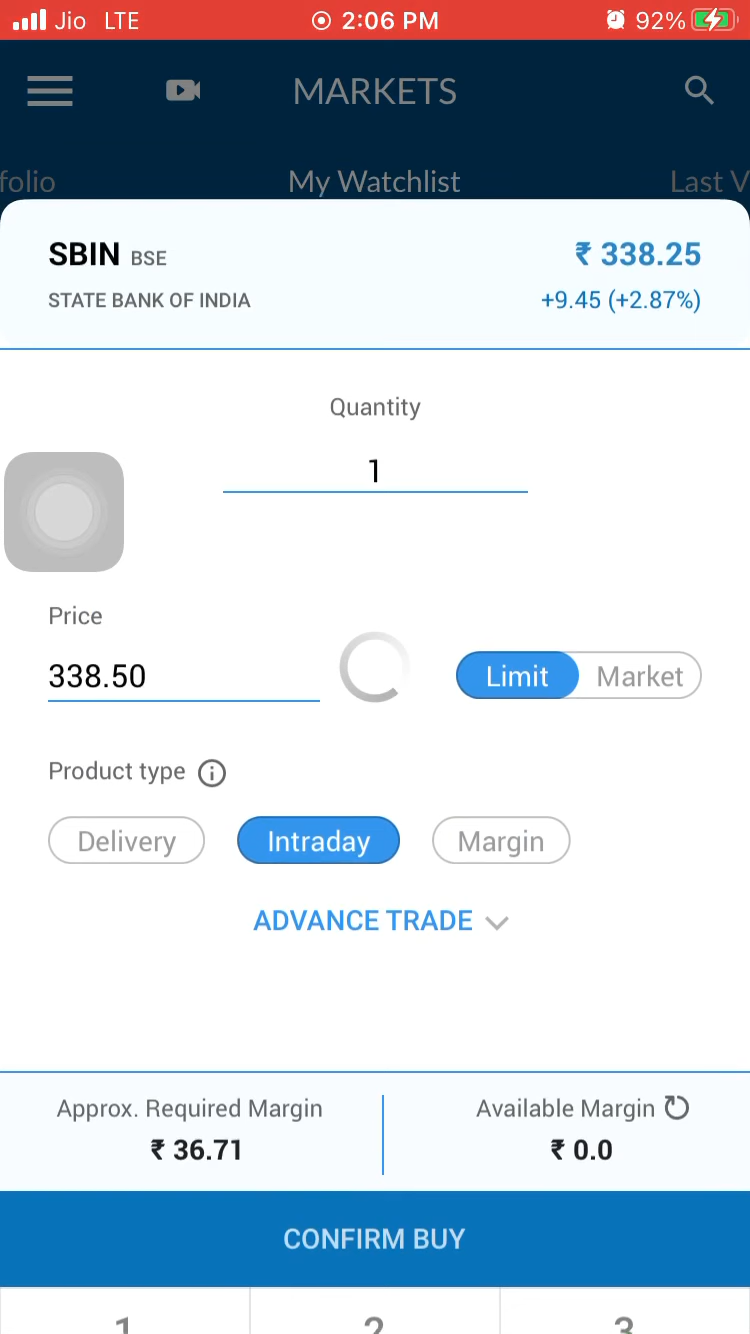 Jio LTE 2:06 PM 92%
MARKETS
folio My Watchlist Last V
SBIN BSE ₹ 338.25
STATE BANK OF INDIA +9.45 (+2.87%)
Quantity
1
Price
338.50 Limit Market
Product type
Delivery Intraday Margin
ADVANCE TRADE
Approx. Required Margin Available Margin
₹ 36.71 ₹ 0.0
CONFIRM BUY
1 2 3